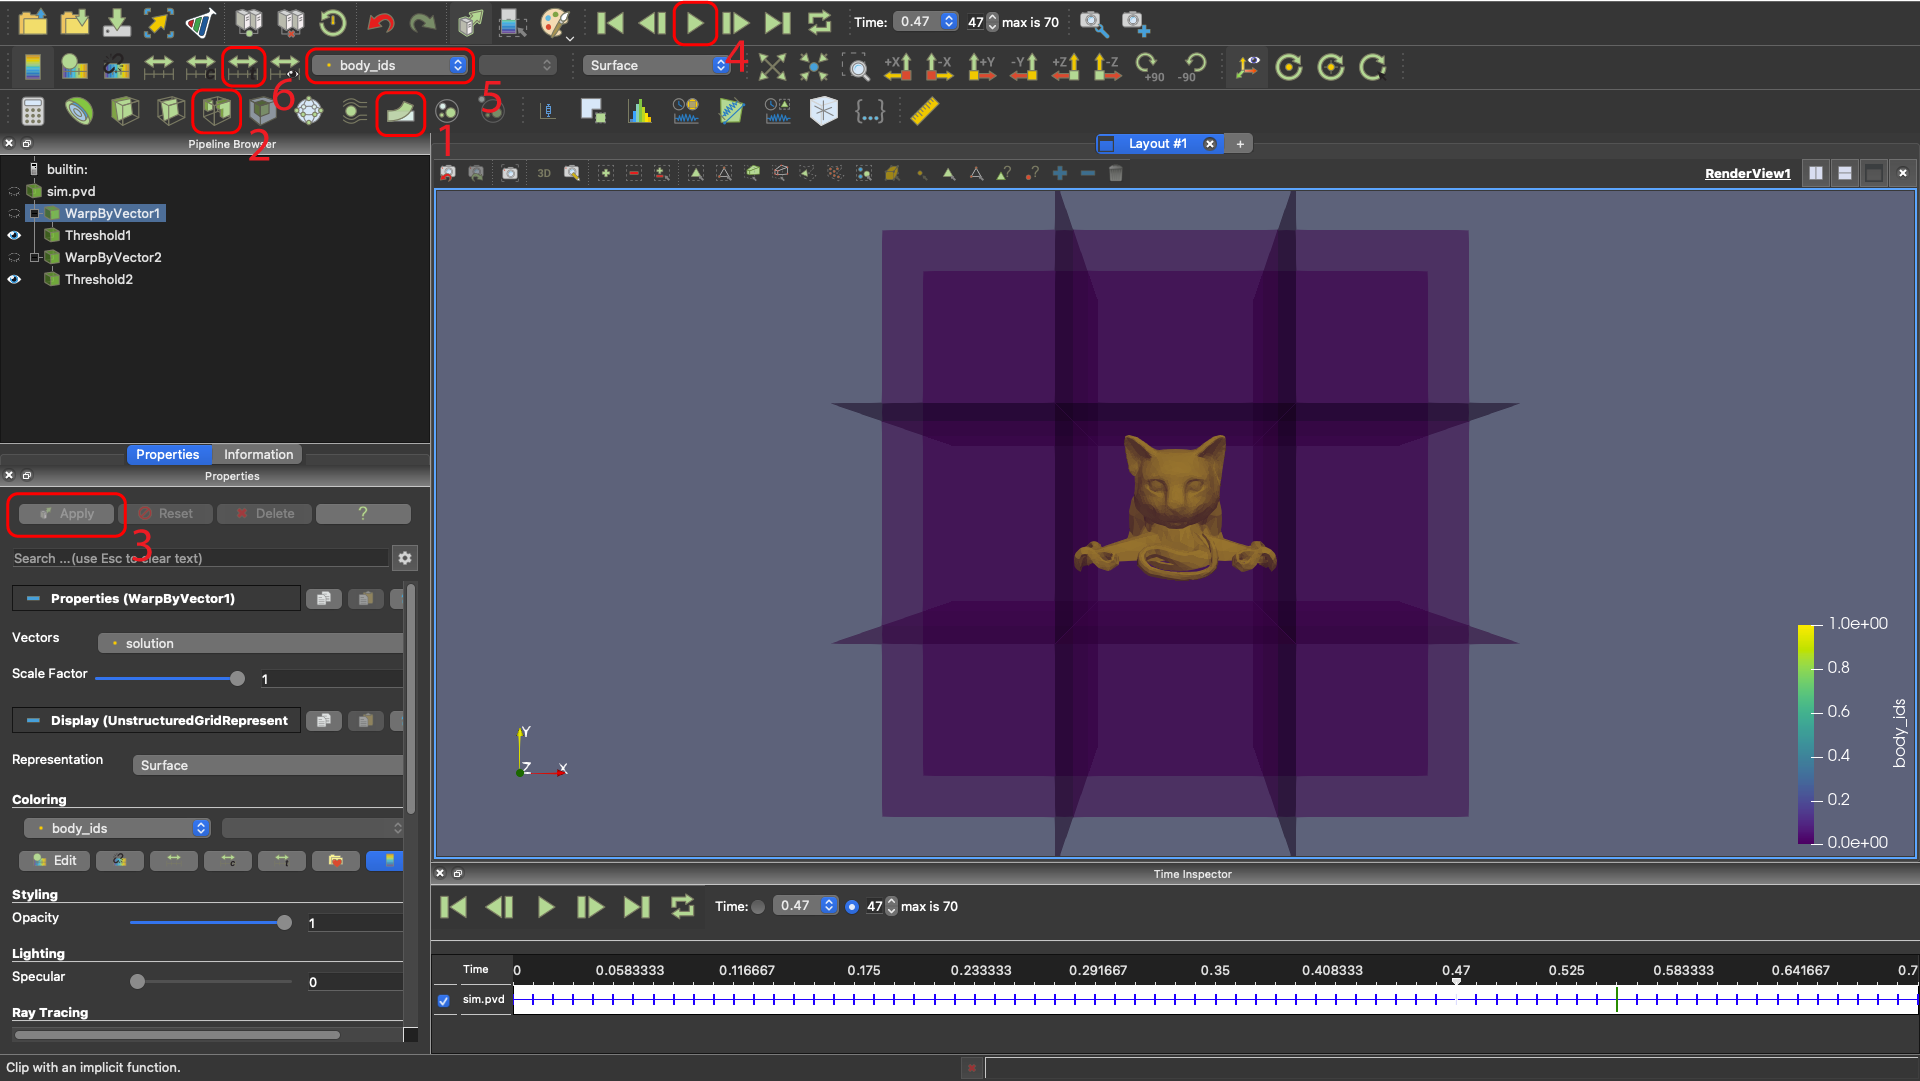 Time: 0.47 47 max is 70
4
body_ids Surface +X -X +Y -Y +Z -Z +90 -90
6 5
2 1
Pipeline Browser Layout #1 +
builtin:
sim.pvd
WarpByVector1
Threshold1
WarpByVector2
Threshold2
3D RenderView1
Properties Information
Properties
Apply Reset Delete ?
3
Search ...(use Esc to clear text)
Properties (WarpByVector1)
Vectors solution
Scale Factor 1
Display (UnstructuredGridRepresent
Representation Surface
Coloring
body_ids
Edit
Styling
Opacity 1
Lighting
Specular 0
Ray Tracing
Y
Z X
1.0e+00
0.8
0.6
0.4
0.2
0.0e+00
body_ids
Time Inspector
Time: 0.47 47 max is 70
Time 0 0.0583333 0.116667 0.175 0.233333 0.291667 0.35 0.408333 0.47 0.525 0.583333 0.641667 0.7
sim.pvd
Clip with an implicit function.